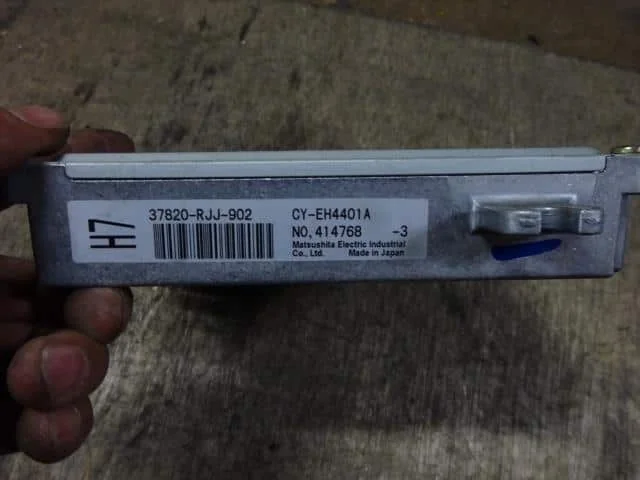 H7
37820-RJJ-902
CY-EH4401A
NO,414768 -3
Matsushita Electric Industrial
Co., Ltd. Made in Japan